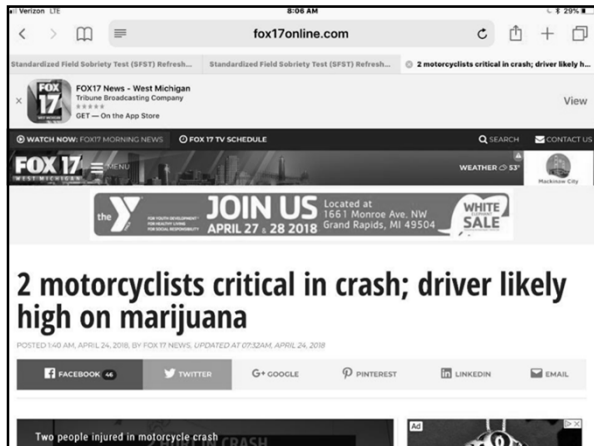 Verizon LTE 8:06 AM 29%
fox17online.com
Standardized Field Sobriety Test (SFST) Refresh... Standardized Field Sobriety Test (SFST) Refresh... 2 motorcyclists critical in crash; driver likely h...
FOX 17
FOX17 News - West Michigan
Tribune Broadcasting Company
GET — On the App Store
View
WATCH NOW: FOX17 MORNING NEWS FOX 17 TV SCHEDULE SEARCH CONTACT US
FOX 17 MENU WEATHER 53°
WEST MICHIGAN
Mackinaw City
the Y
FOR YOUTH DEVELOPMENT
FOR HEALTHY LIVING
FOR SOCIAL RESPONSIBILITY
JOIN US
APRIL 27 & 28 2018
Located at
1661 Monroe Ave. NW
Grand Rapids, MI 49504
WHITE
SALE
2 motorcyclists critical in crash; driver likely
high on marijuana
POSTED 1:40 AM, APRIL 24, 2018, BY FOX 17 NEWS, UPDATED AT 07:32AM, APRIL 24, 2018
FACEBOOK 46 TWITTER G+ GOOGLE PINTEREST LINKEDIN EMAIL
Two people injured in motorcycle crash
Ad